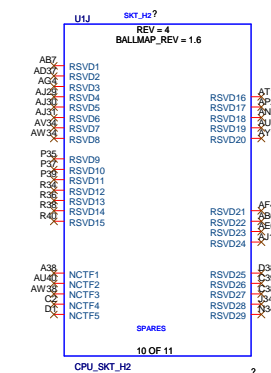 U1J SKT_H2 ?
REV = 4
BALLMAP_REV = 1.6
AB7 RSVD1
AD37 RSVD2
AG4 RSVD3
AJ29 RSVD4 RSVD16
AJ30 RSVD5 RSVD17
AJ31 RSVD6 RSVD18
AV34 RSVD7 RSVD19
AW34 RSVD8 RSVD20
P35 RSVD9
P37 RSVD10
P39 RSVD11
R34 RSVD12
R36 RSVD13
R38 RSVD14 RSVD21
R40 RSVD15 RSVD22
RSVD23
RSVD24
A38 NCTF1 RSVD25
AU40 NCTF2 RSVD26
AW38 NCTF3 RSVD27
C2 NCTF4 RSVD28
D1 NCTF5 RSVD29
SPARES
10 OF 11
CPU_SKT_H2 ?